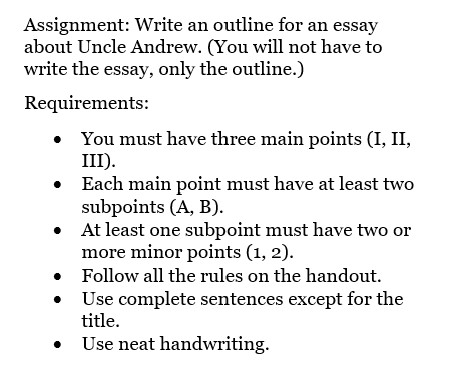 Assignment: Write an outline for an essay
about Uncle Andrew. (You will not have to
write the essay, only the outline.)
Requirements:
• You must have three main points (I, II,
III).
• Each main point must have at least two
subpoints (A, B).
• At least one subpoint must have two or
more minor points (1, 2).
• Follow all the rules on the handout.
• Use complete sentences except for the
title.
• Use neat handwriting.